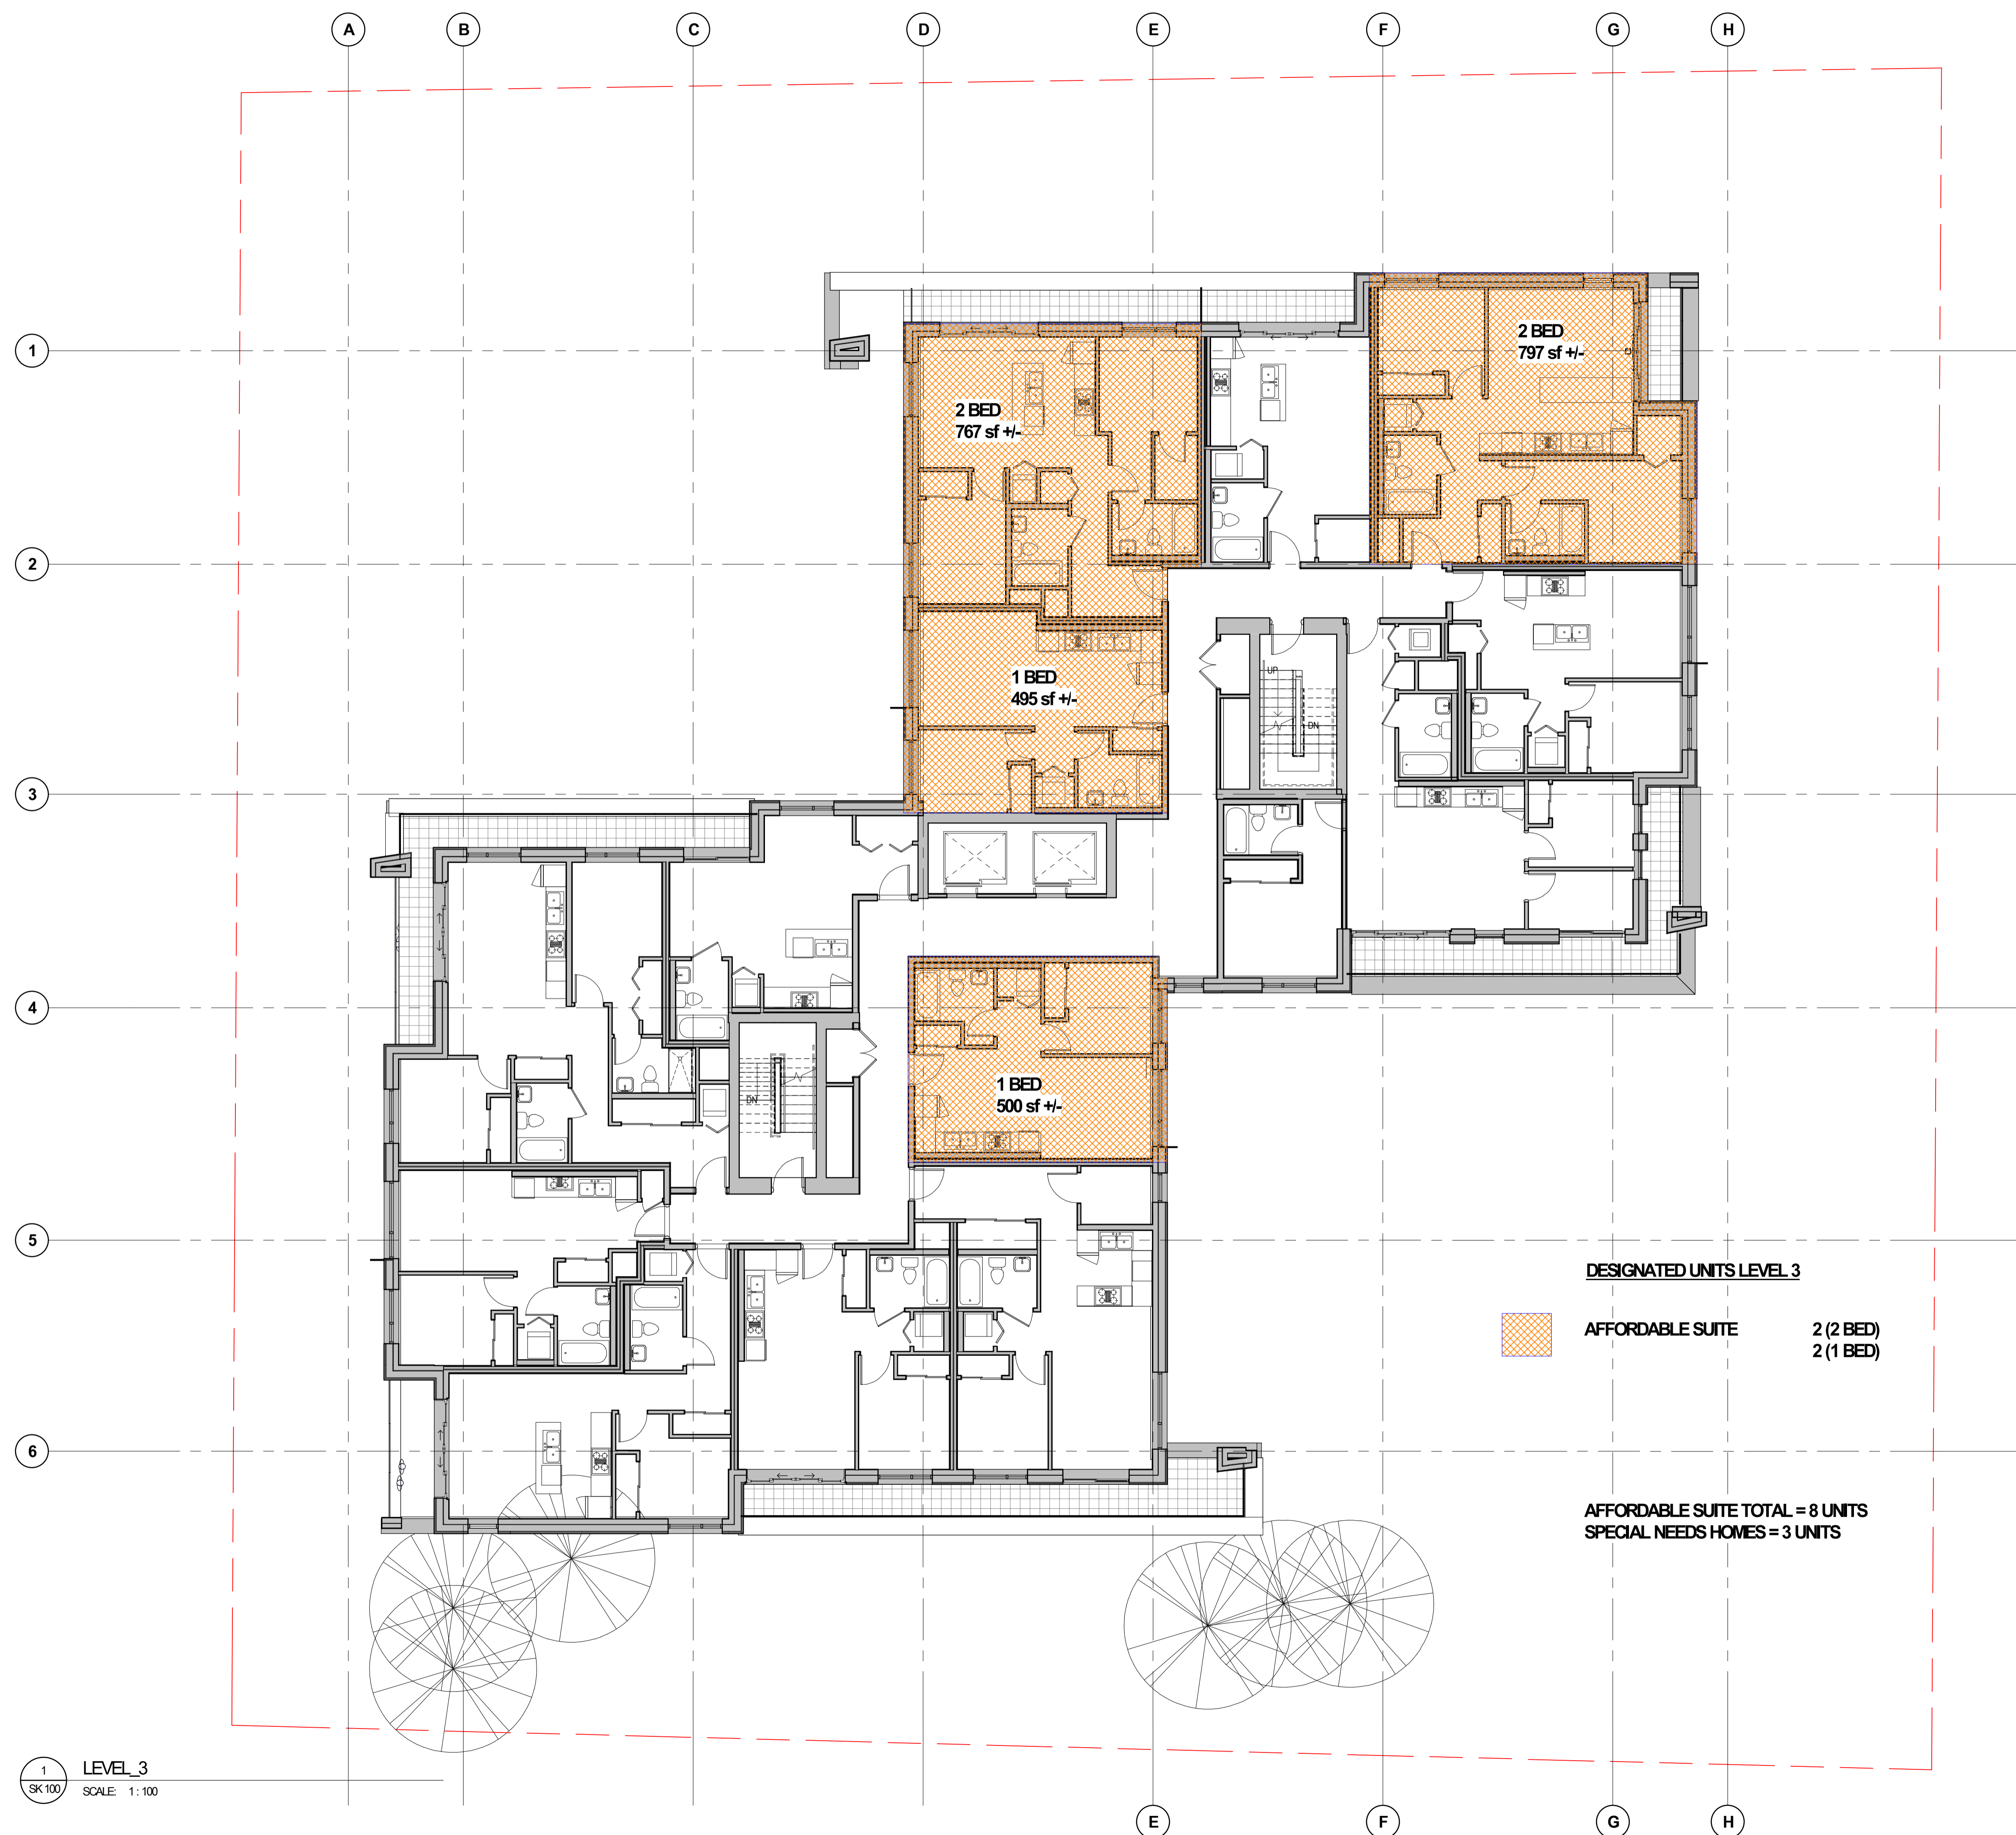 A B C D E F G H
1
2 BED
797 sf +/-
2 BED
767 sf +/-
2
1 BED
495 sf +/-
UP
DN
3
4
1 BED
500 sf +/-
DN
5
DESIGNATED UNITS LEVEL 3
AFFORDABLE SUITE 2 (2 BED)
2 (1 BED)
6
AFFORDABLE SUITE TOTAL = 8 UNITS
SPECIAL NEEDS HOMES = 3 UNITS
1
SK 100
LEVEL_3
SCALE: 1 : 100
E F G H